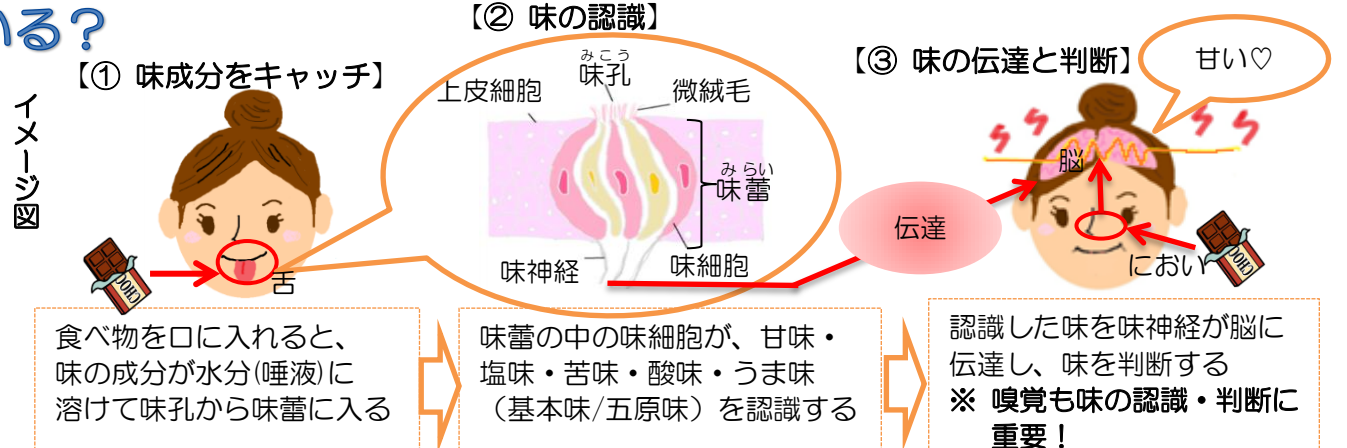 いる？
イメージ図
【① 味成分をキャッチ】
舌
CHOC
食べ物を口に入れると、
味の成分が水分(唾液)に
溶けて味孔から味蕾に入る
【② 味の認識】
上皮細胞
みこう
味孔
微絨毛
みらい
味蕾
味神経
味細胞
味蕾の中の味細胞が、甘味・
塩味・苦味・酸味・うま味
（基本味/五原味）を認識する
伝達
【③ 味の伝達と判断】
甘い♡
脳
におい
CHOC
認識した味を味神経が脳に
伝達し、味を判断する
※ 嗅覚も味の認識・判断に
重要！